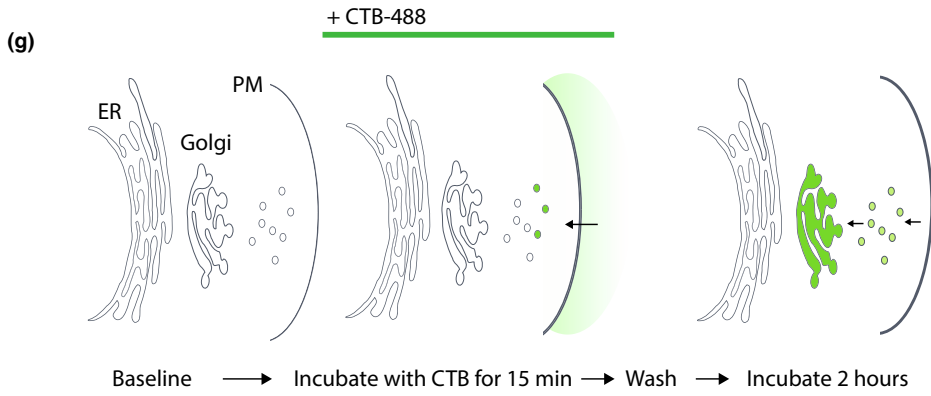 + CTB-488
(g)
PM
ER
Golgi
Baseline → Incubate with CTB for 15 min → Wash → Incubate 2 hours